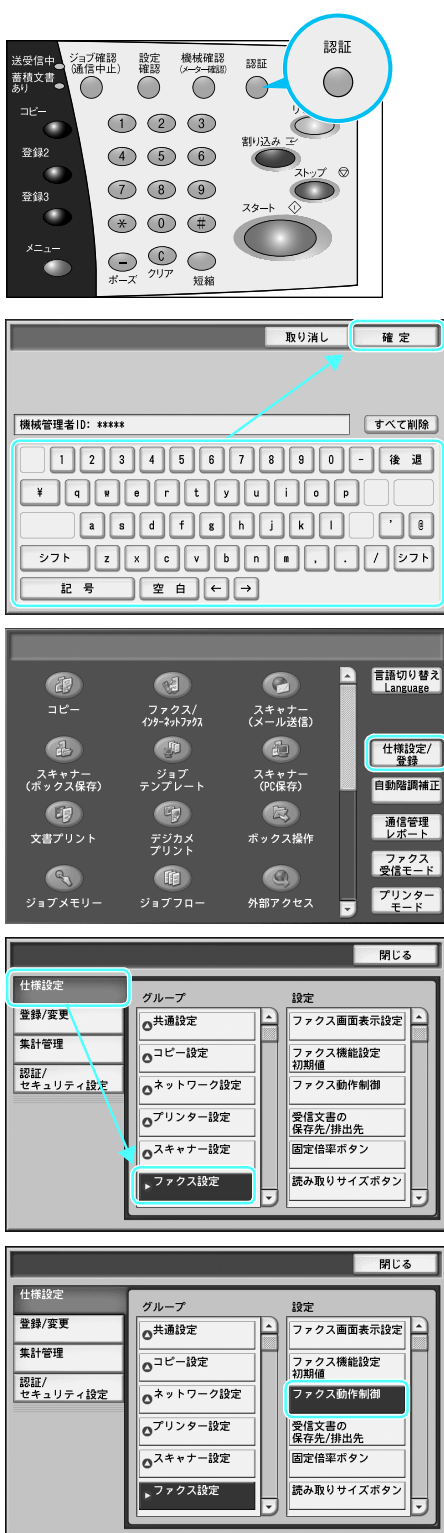 認証
送受信中
蓄積文書
あり
ジョブ確認
(通信中止)
設定
確認
機械確認
(メーター確認)
認証
コピー
登録2
登録3
メニュー
1 2 3
4 5 6
7 8 9
* 0 #
- C
ポーズ クリア 短縮
リ
割り込み
ストップ
スタート
取り消し 確 定
機械管理者ID: *****
すべて削除
1 2 3 4 5 6 7 8 9 0 - 後 退
¥ q w e r t y u i o p
a s d f g h j k l ' @
シフト z x c v b n m , . / シフト
記 号 空 白 ← →
コピー
ファクス/
インターネットファクス
スキャナー
(メール送信)
スキャナー
(ボックス保存)
ジョブ
テンプレート
スキャナー
(PC保存)
文書プリント
デジカメ
プリント
ボックス操作
ジョブメモリー
ジョブフロー
外部アクセス
言語切り替え
Language
仕様設定/
登録
自動階調補正
通信管理
レポート
ファクス
受信モード
プリンター
モード
閉じる
仕様設定
登録/変更
集計管理
認証/
セキュリティ設定
グループ
共通設定
コピー設定
ネットワーク設定
プリンター設定
スキャナー設定
ファクス設定
設定
ファクス画面表示設定
ファクス機能設定
初期値
ファクス動作制御
受信文書の
保存先/排出先
固定倍率ボタン
読み取りサイズボタン
閉じる
仕様設定
登録/変更
集計管理
認証/
セキュリティ設定
グループ
共通設定
コピー設定
ネットワーク設定
プリンター設定
スキャナー設定
ファクス設定
設定
ファクス画面表示設定
ファクス機能設定
初期値
ファクス動作制御
受信文書の
保存先/排出先
固定倍率ボタン
読み取りサイズボタン